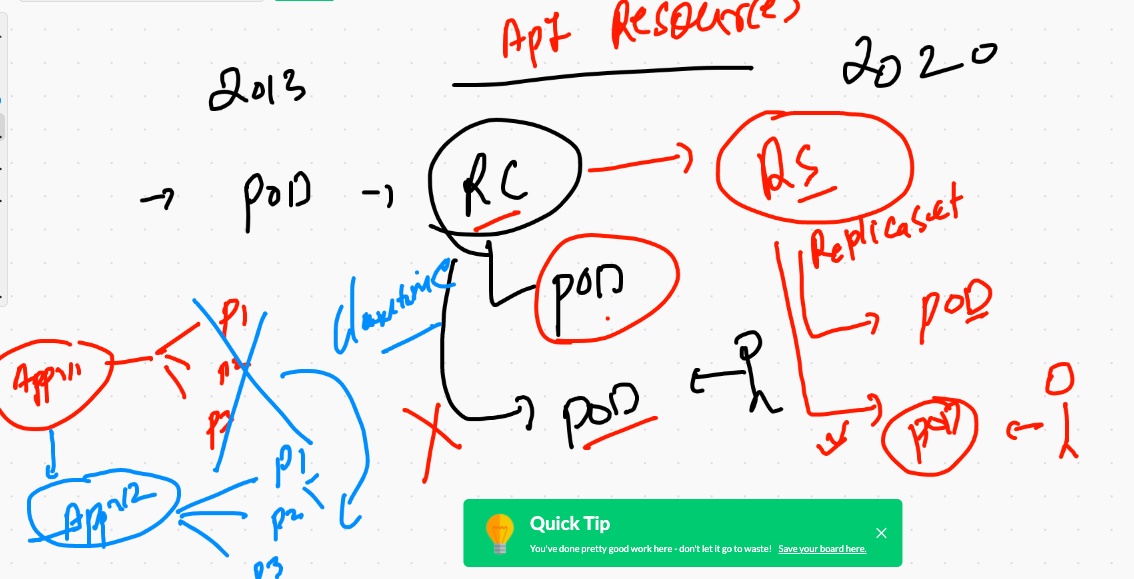 API Resources
2013
2020
POD
RC
RS
Replicaset
POD
POD
P1
App v1
P3
POD
POD
P1
App v2
P2
P3
Quick Tip
You've done pretty good work here - don't let it go to waste! Save your board here.